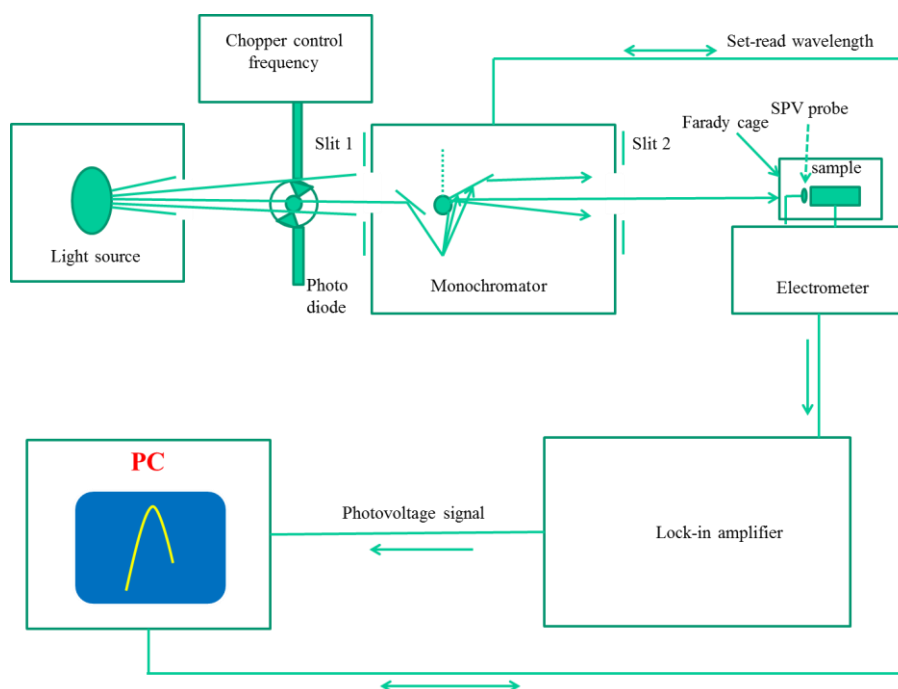 Chopper control
frequency
Set-read wavelength
SPV probe
Slit 1
Slit 2
Farady cage
sample
Light source
Photo
diode
Monochromator
Electrometer
PC
Photovoltage signal
Lock-in amplifier